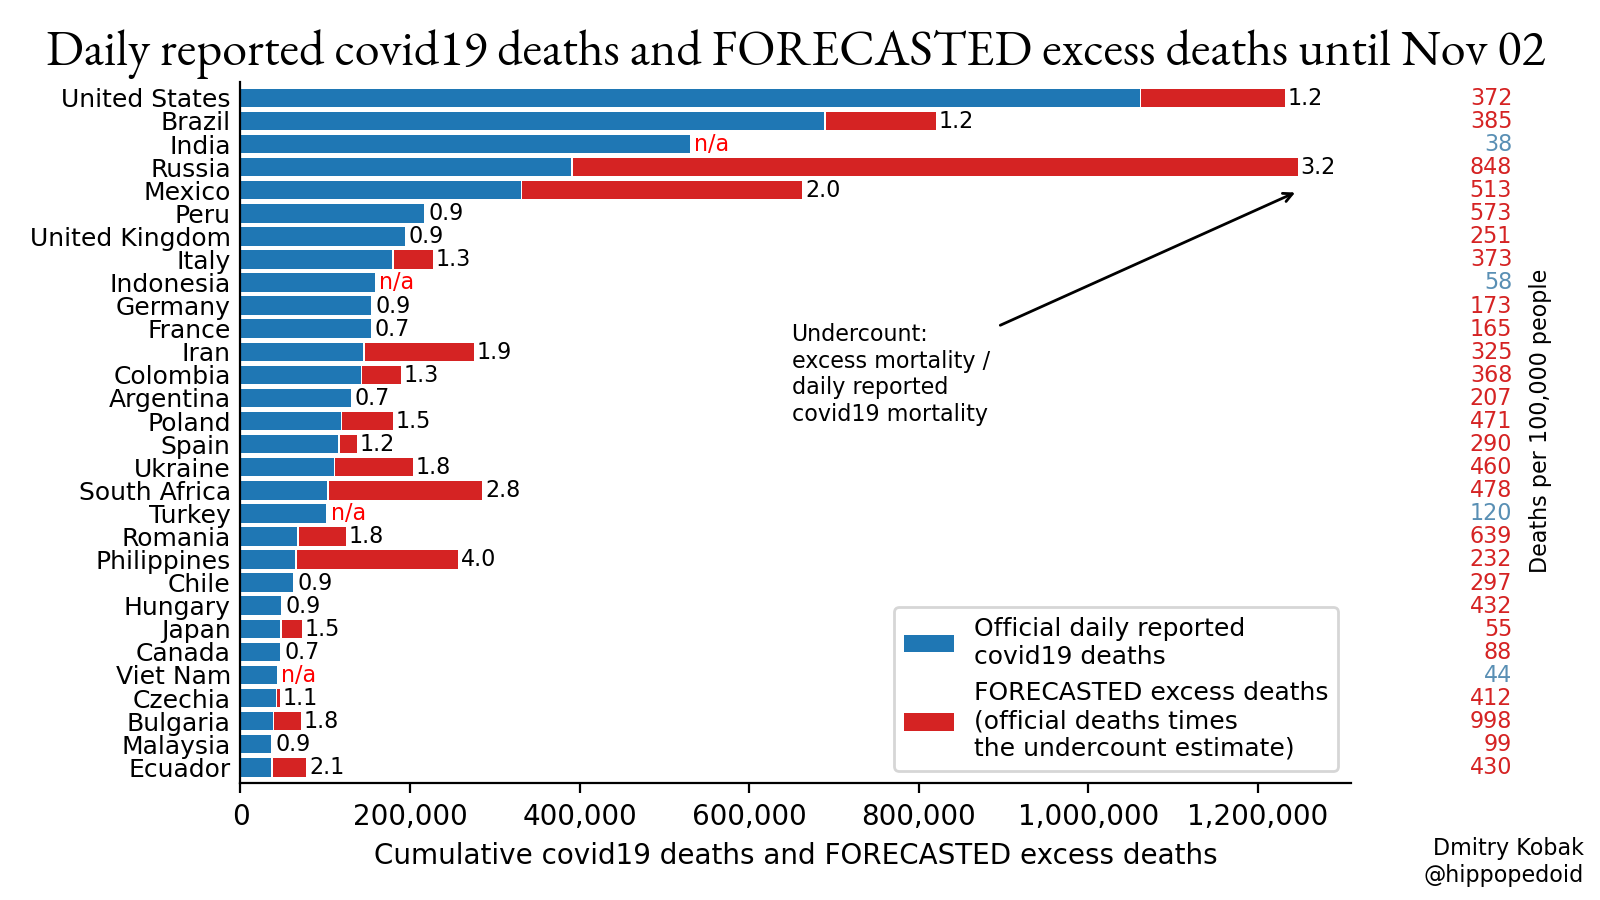 Daily reported covid19 deaths and FORECASTED excess deaths until Nov 02
United States 1.2 372
Brazil 1.2 385
India n/a 38
Russia 3.2 848
Mexico 2.0 513
Peru 0.9 573
United Kingdom 0.9 251
Italy 1.3 373
Indonesia n/a 58
Germany 0.9 173
France 0.7 165
Iran 1.9 325
Colombia 1.3 368
Argentina 0.7 207
Poland 1.5 471
Spain 1.2 290
Ukraine 1.8 460
South Africa 2.8 478
Turkey n/a 120
Romania 1.8 639
Philippines 4.0 232
Chile 0.9 297
Hungary 0.9 432
Japan 1.5 55
Canada 0.7 88
Viet Nam n/a 44
Czechia 1.1 412
Bulgaria 1.8 998
Malaysia 0.9 99
Ecuador 2.1 430
Undercount:
excess mortality /
daily reported
covid19 mortality
Deaths per 100,000 people
Official daily reported
covid19 deaths
FORECASTED excess deaths
(official deaths times
the undercount estimate)
0 200,000 400,000 600,000 800,000 1,000,000 1,200,000
Cumulative covid19 deaths and FORECASTED excess deaths
Dmitry Kobak
@hippopedoid